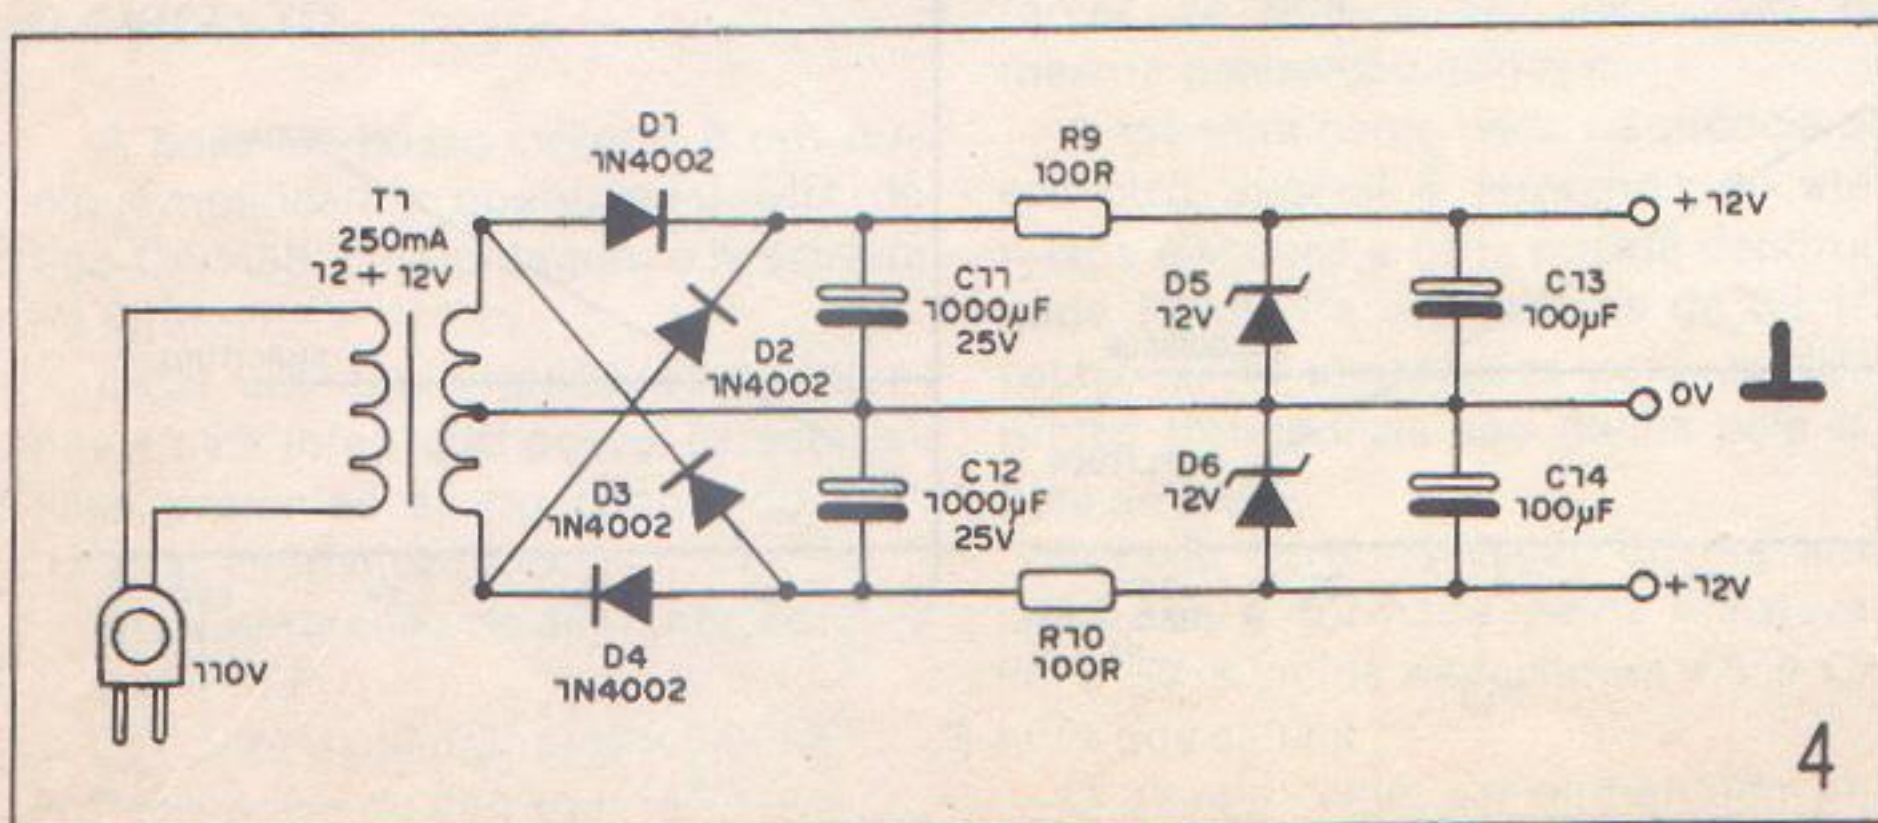 D1
1N4002
T1
250mA
12 + 12V
R9
100R
+ 12V
C11
1000µF
25V
D5
12V
C13
100µF
D2
1N4002
0V
D3
1N4002
C12
1000µF
25V
D6
12V
C14
100µF
+ 12V
110V
D4
1N4002
R10
100R
4